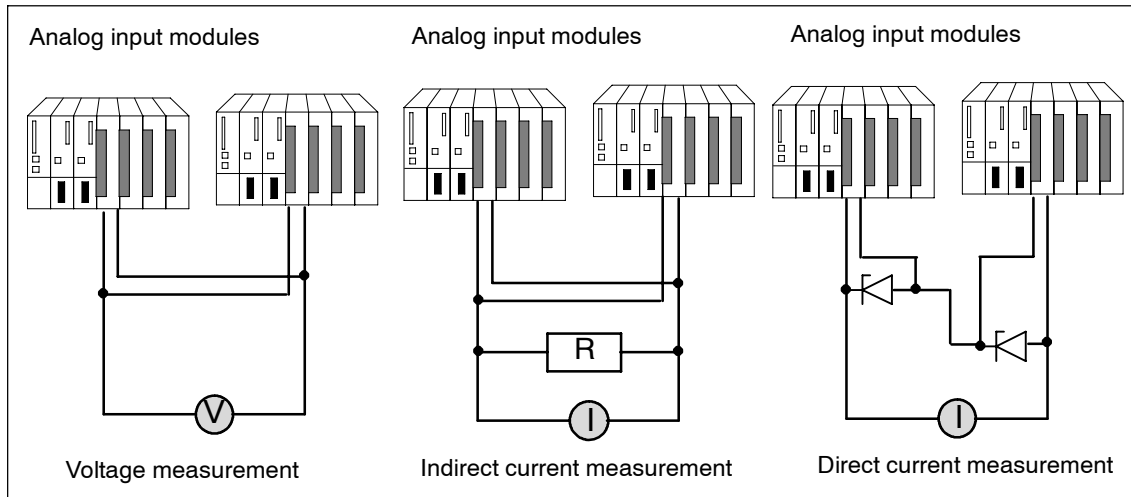 Analog input modules
Analog input modules
Analog input modules
R
V
I
I
Voltage measurement
Indirect current measurement
Direct current measurement